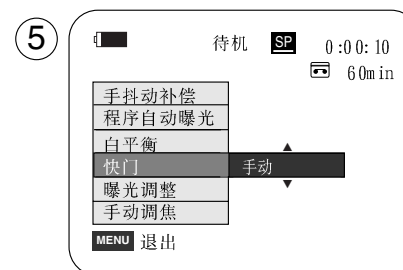 5
待机 SP 0:00:10
60min
手抖动补偿
程序自动曝光
白平衡
快门 手动
曝光调整
手动调焦
MENU 退出